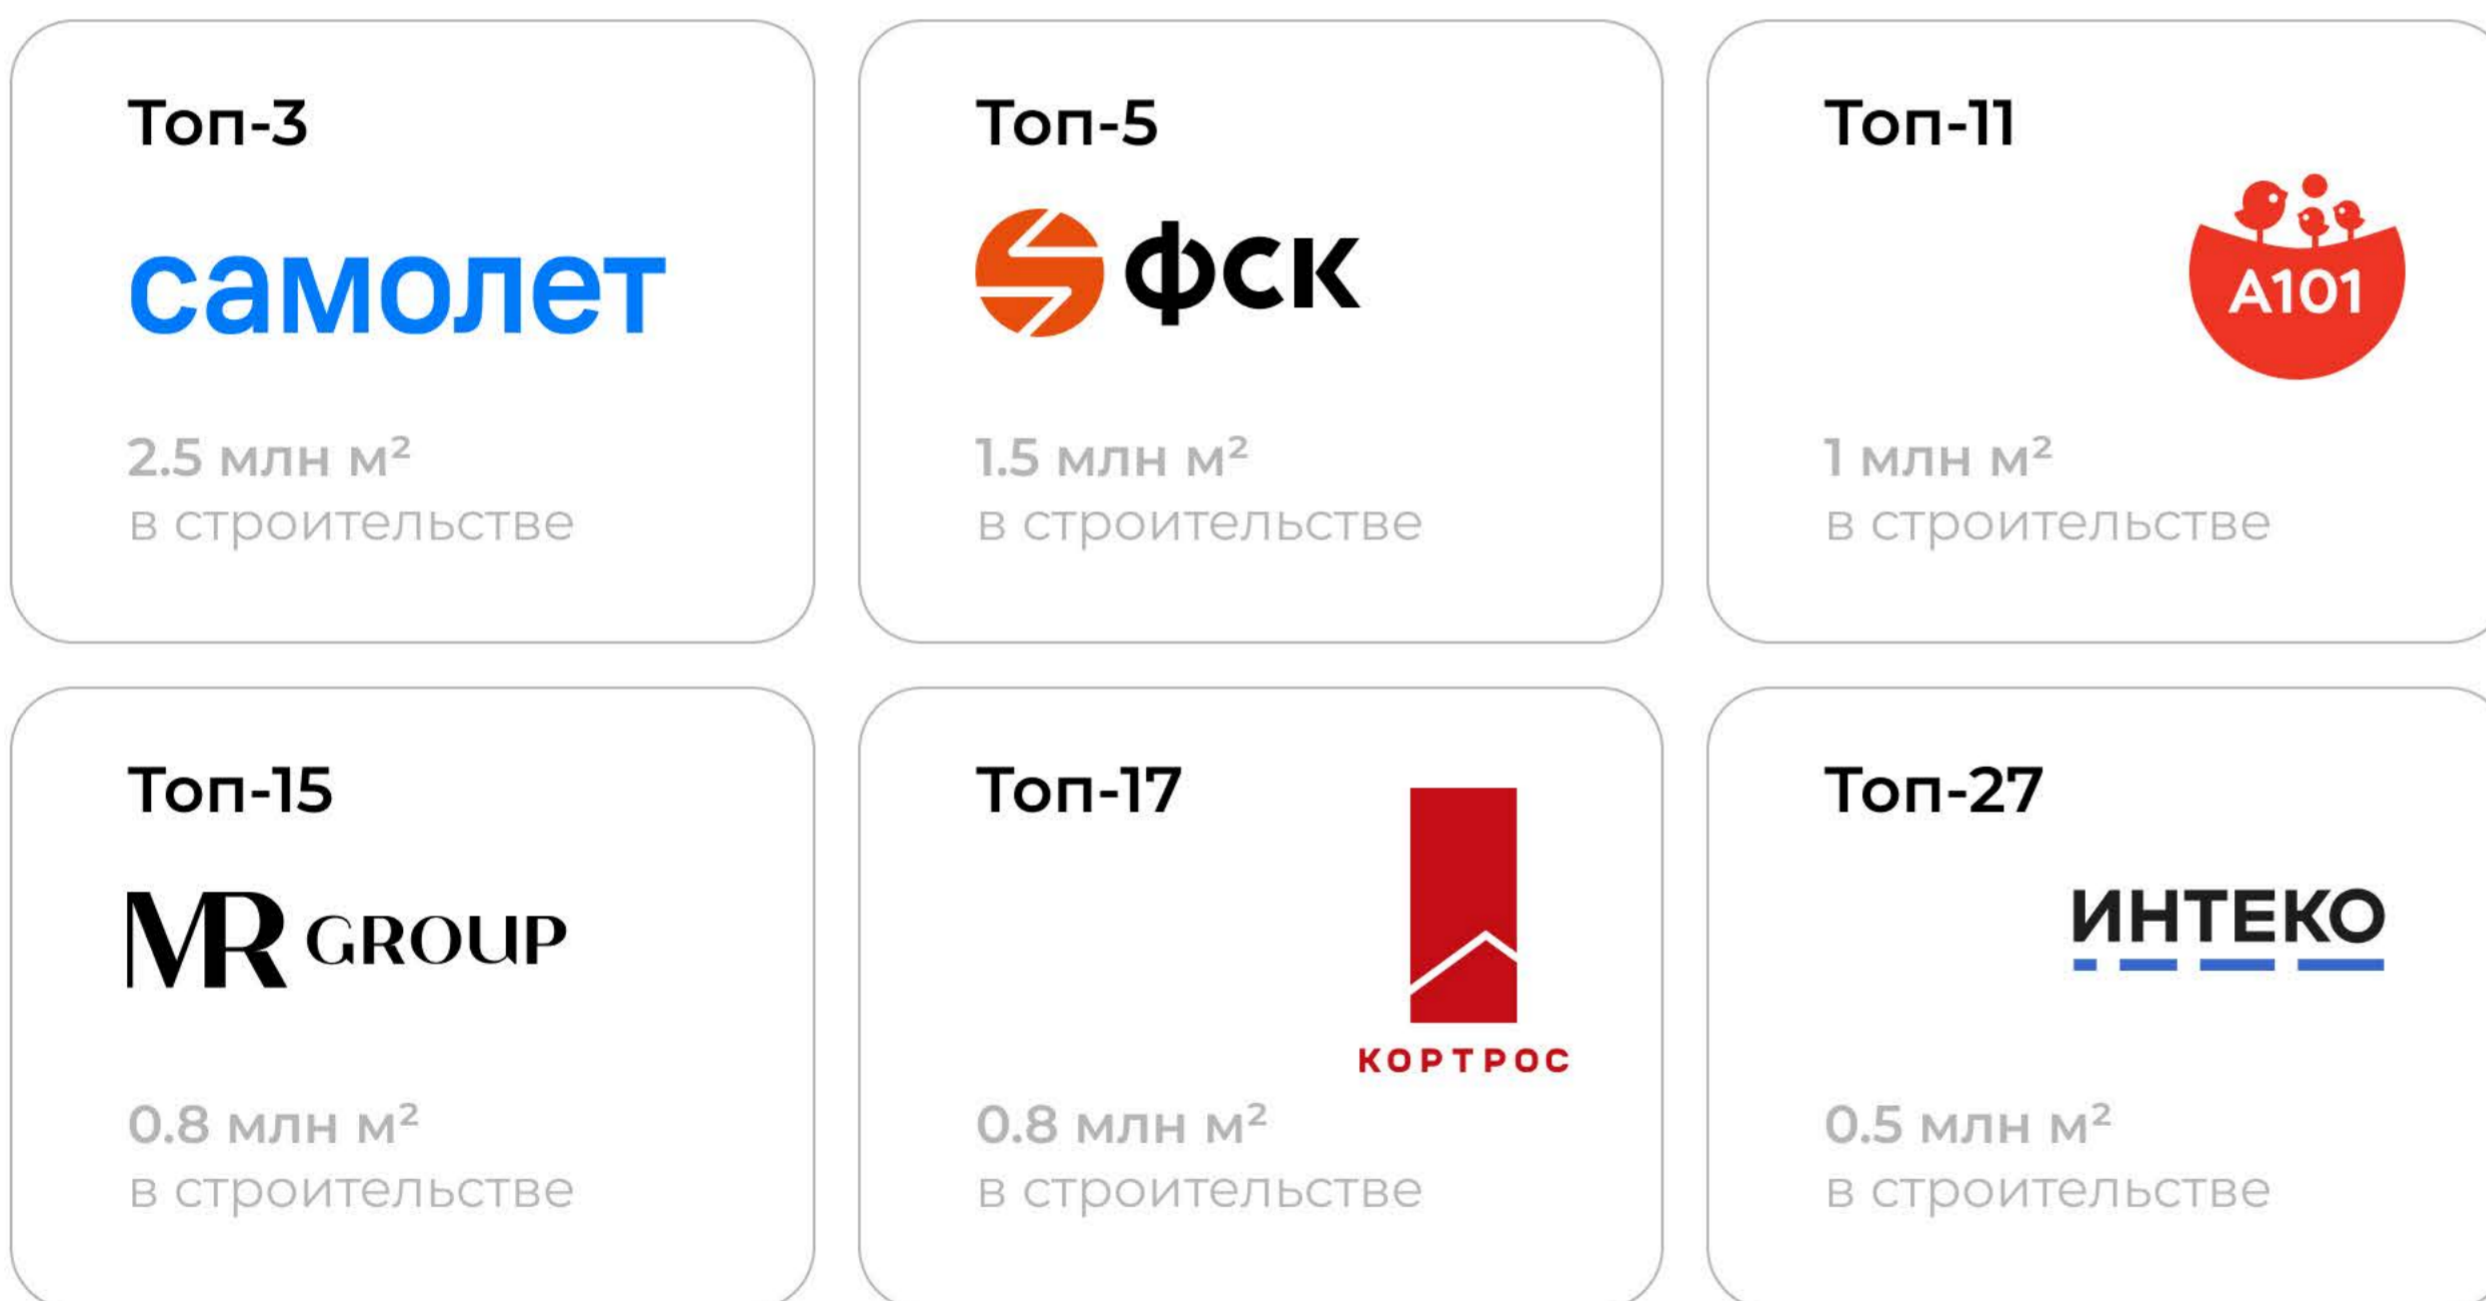 Топ-3
самолет
2.5 млн м²
в строительстве
Топ-5
ФСК
1.5 млн м²
в строительстве
Топ-11
А101
1 млн м²
в строительстве
Топ-15
MR GROUP
0.8 млн м²
в строительстве
Топ-17
КОРТРОС
0.8 млн м²
в строительстве
Топ-27
ИНТЕКО
0.5 млн м²
в строительстве